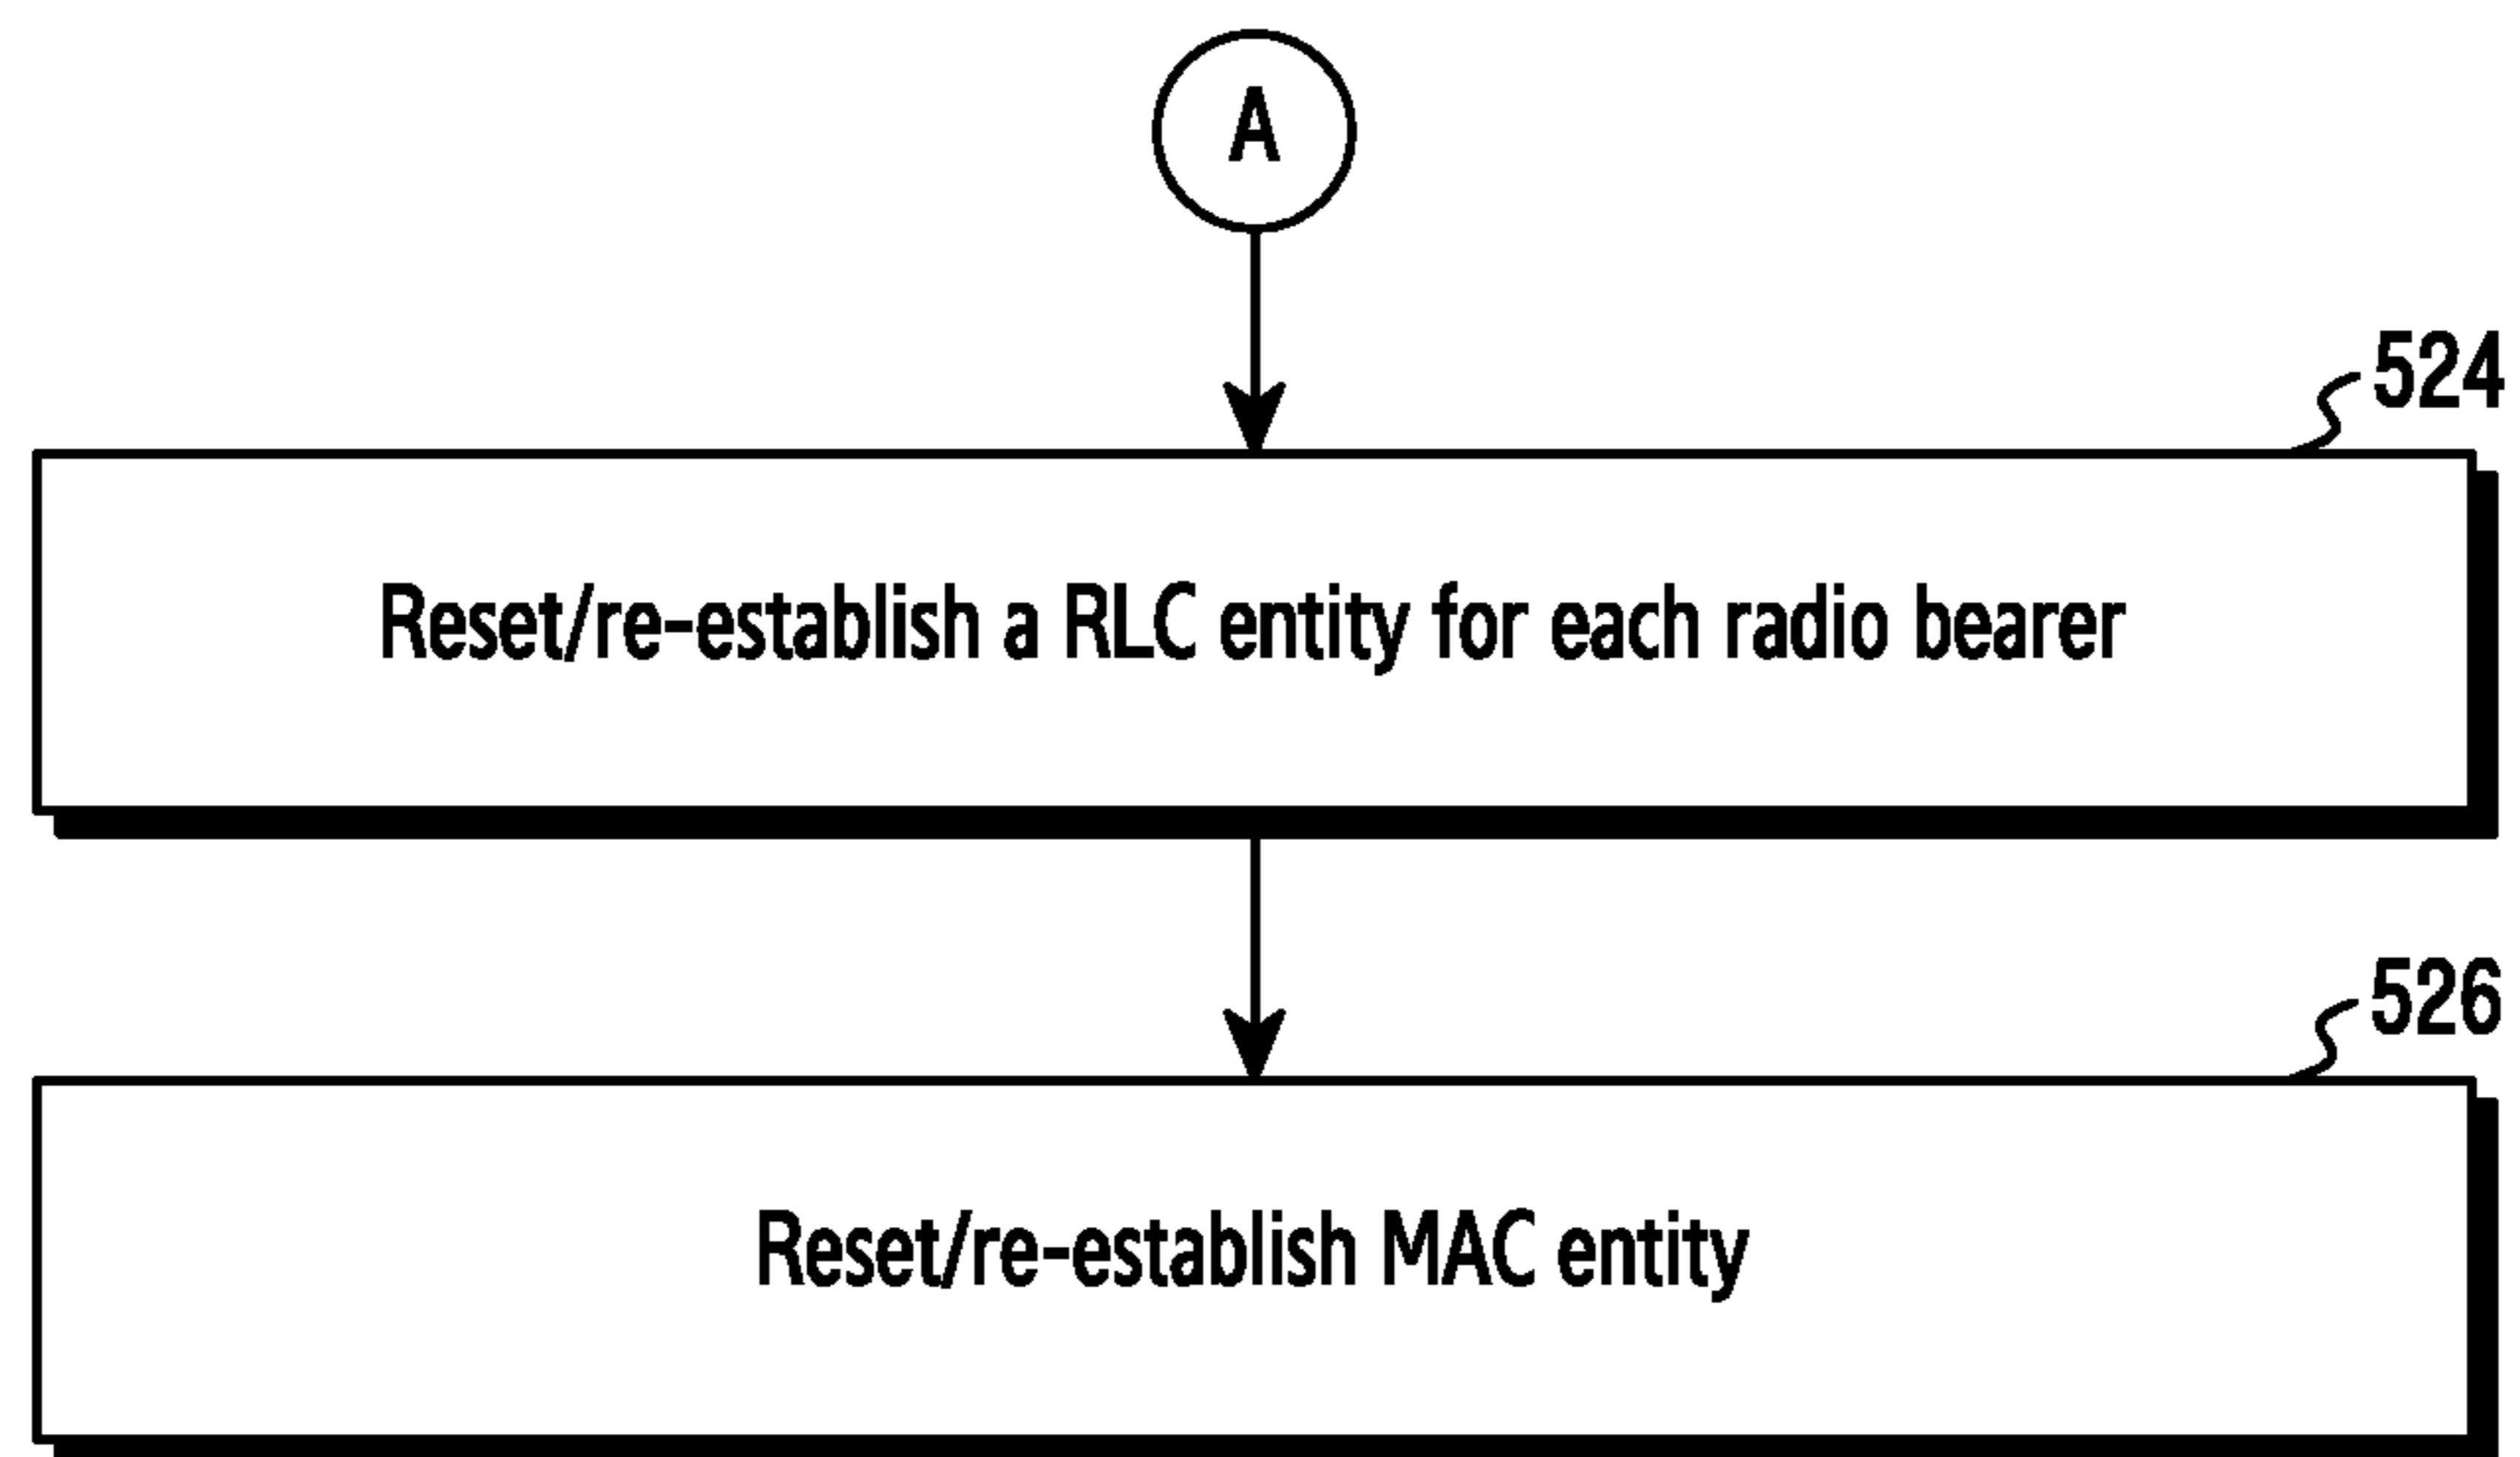 A
524
Reset/re-establish a RLC entity for each radio bearer
526
Reset/re-establish MAC entity